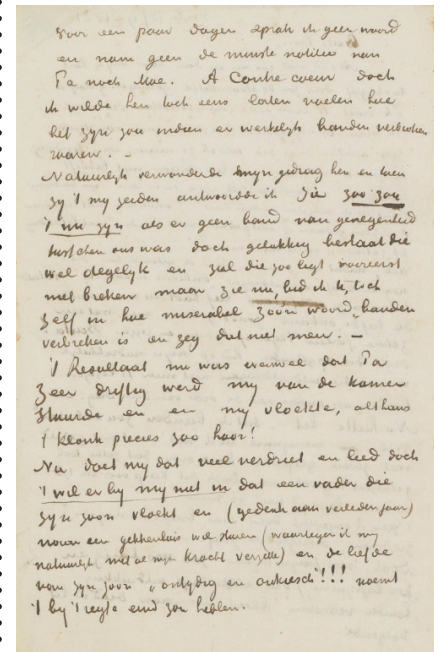 Voor een paar dagen sprak ik geen woord
en nam geen de minste notitie van
Pa noch Moe. A Contre coeur doch
ik wilde hen toch eens laten voelen hoe
het zyn zou indien er werkelyk banden verbroken
waren. –
Natuurlyk verwonderde myn gedrag hen en toen
zy 't my zeiden antwoordde ik Zie zoo zou
't nu zyn als er geen band van genegenheid
tusschen ons was doch gelukkig bestaat die
wel degelyk en zal die zoo ligt voor eerst
niet breken maar zie nu, bid ik U, toch
zelf in hoe miserabel zoo'n woord, banden
verbreken is en zeg dat niet meer. –
't Resultaat nu was evenwel dat Pa
zeer driftig werd my van de kamer
stuurde en en my vloekte, althans
't klonk precies zoo hoor!
Nu doet my dat veel verdriet en leed doch
't wil er by my niet in dat een vader die
zyn zoon vloekt en (gedenk aan verleden jaar)
naar een gekkenhuis wil sturen (waartegen ik my
natuurlyk met al myn kracht verzette) en de liefde
van zyn zoon „ontydig en onkiesch"!!! noemt
't by 't regte eind zou hebben.